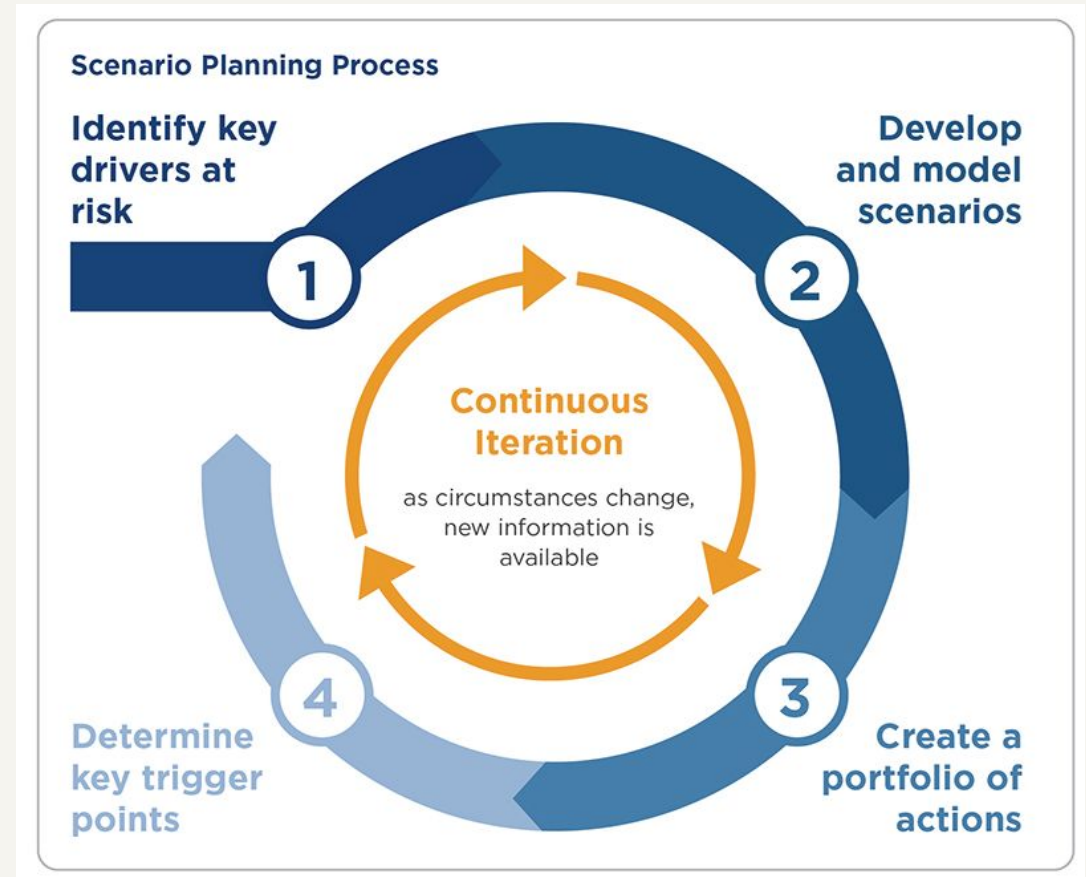 Scenario Planning Process
Identify key
drivers at
risk
1
Develop
and model
scenarios
2
Continuous
Iteration
as circumstances change,
new information is
available
3
Create a
portfolio of
actions
4
Determine
key trigger
points